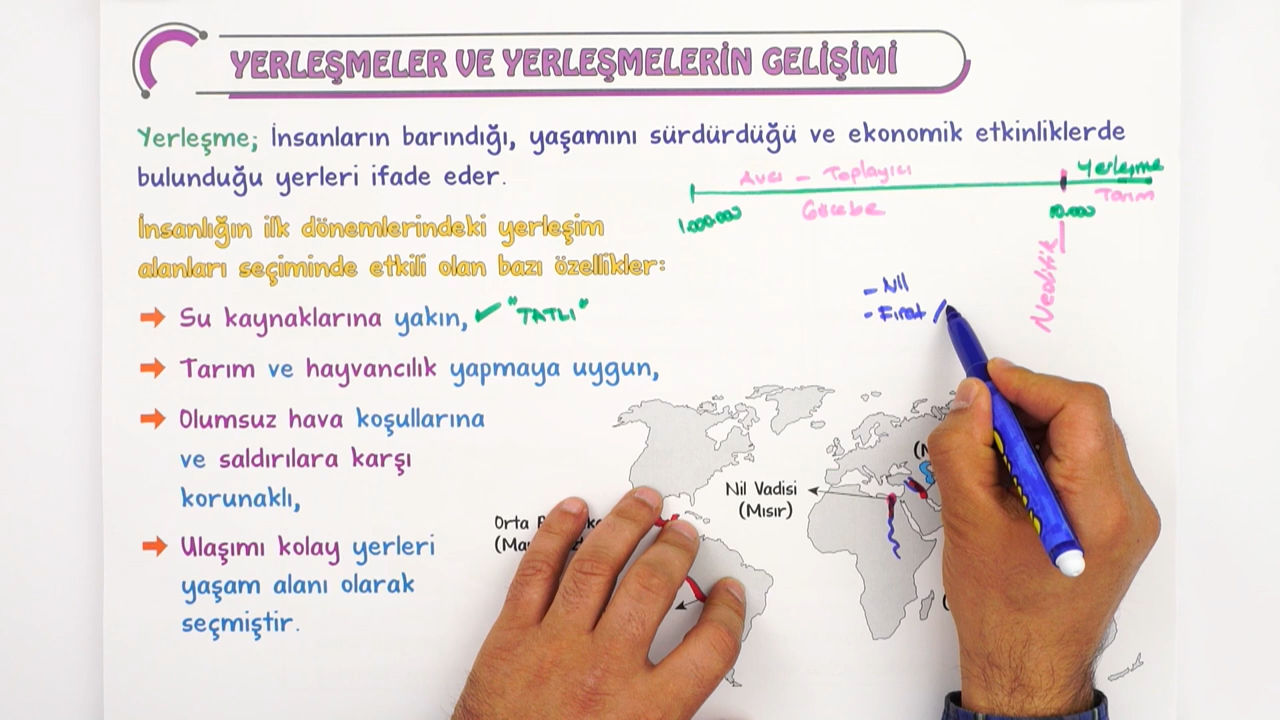 YERLEŞMELER VE YERLEŞMELERİN GELİŞİMİ
Yerleşme; İnsanların barındığı, yaşamını sürdürdüğü ve ekonomik etkinliklerde
bulunduğu yerleri ifade eder.
Avcı - Toplayıcı
Yerleşme
1.000.000
Göcebe
10.000
Tarım
Neolitik
İnsanlığın ilk dönemlerindeki yerleşim
alanları seçiminde etkili olan bazı özellikler:
Su kaynaklarına yakın, "TATLI"
- Nil
- Fırat /
Tarım ve hayvancılık yapmaya uygun,
Olumsuz hava koşullarına
ve saldırılara karşı
korunaklı,
Nil Vadisi
(Mısır)
Orta
Ulaşımı kolay yerleri
yaşam alanı olarak
seçmiştir.